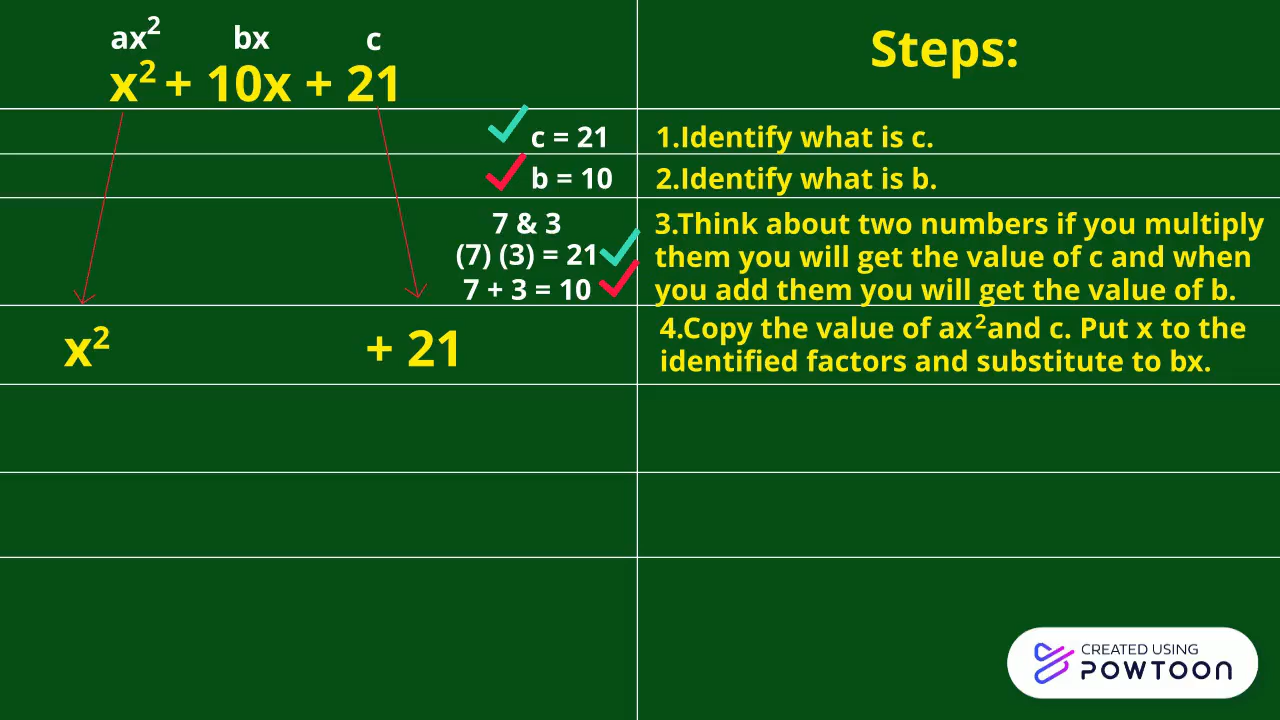 ax² bx c
x² + 10x + 21
Steps:
c = 21
1.Identify what is c.
b = 10
2.Identify what is b.
7 & 3
(7) (3) = 21
7 + 3 = 10
3.Think about two numbers if you multiply
them you will get the value of c and when
you add them you will get the value of b.
x² + 21
4.Copy the value of ax² and c. Put x to the
identified factors and substitute to bx.
CREATED USING
POWTOON